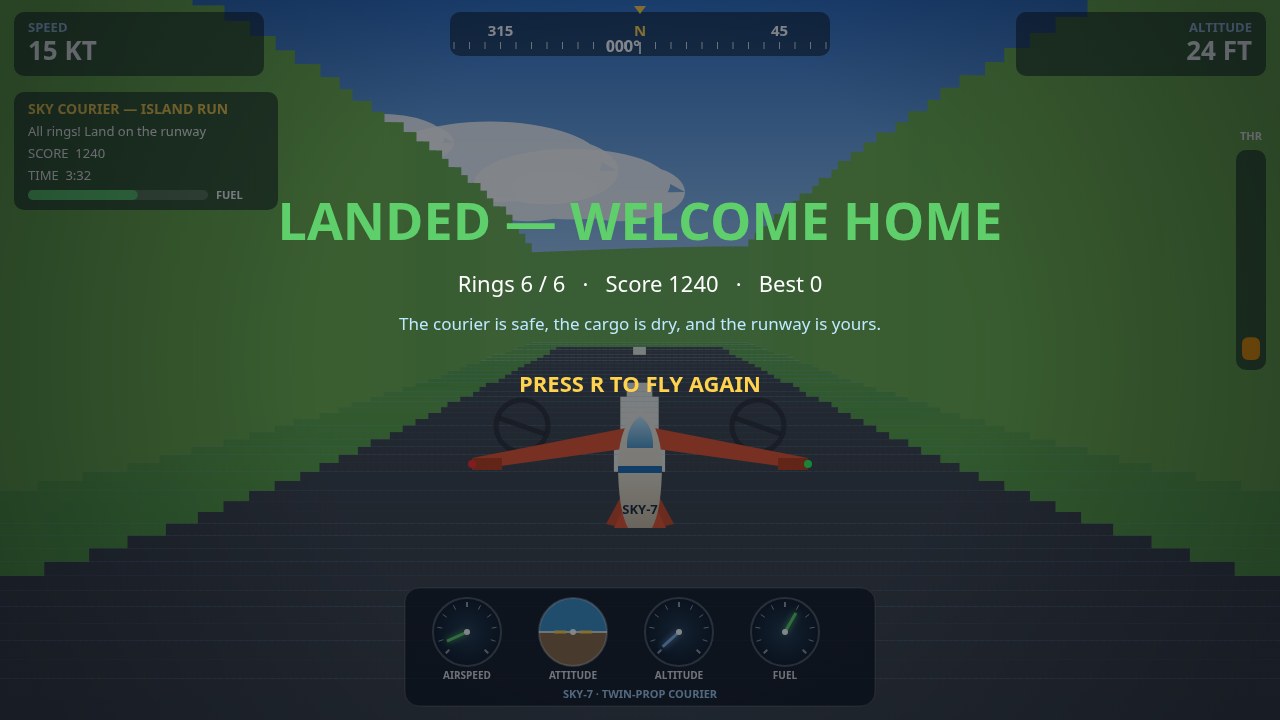 SPEED
15 KT
315 N 45
000°
ALTITUDE
24 FT
SKY COURIER — ISLAND RUN
All rings! Land on the runway
SCORE 1240
TIME 3:32
FUEL
THR
LANDED — WELCOME HOME
Rings 6 / 6 · Score 1240 · Best 0
The courier is safe, the cargo is dry, and the runway is yours.
PRESS R TO FLY AGAIN
SKY-7
AIRSPEED ATTITUDE ALTITUDE FUEL
SKY-7 · TWIN-PROP COURIER